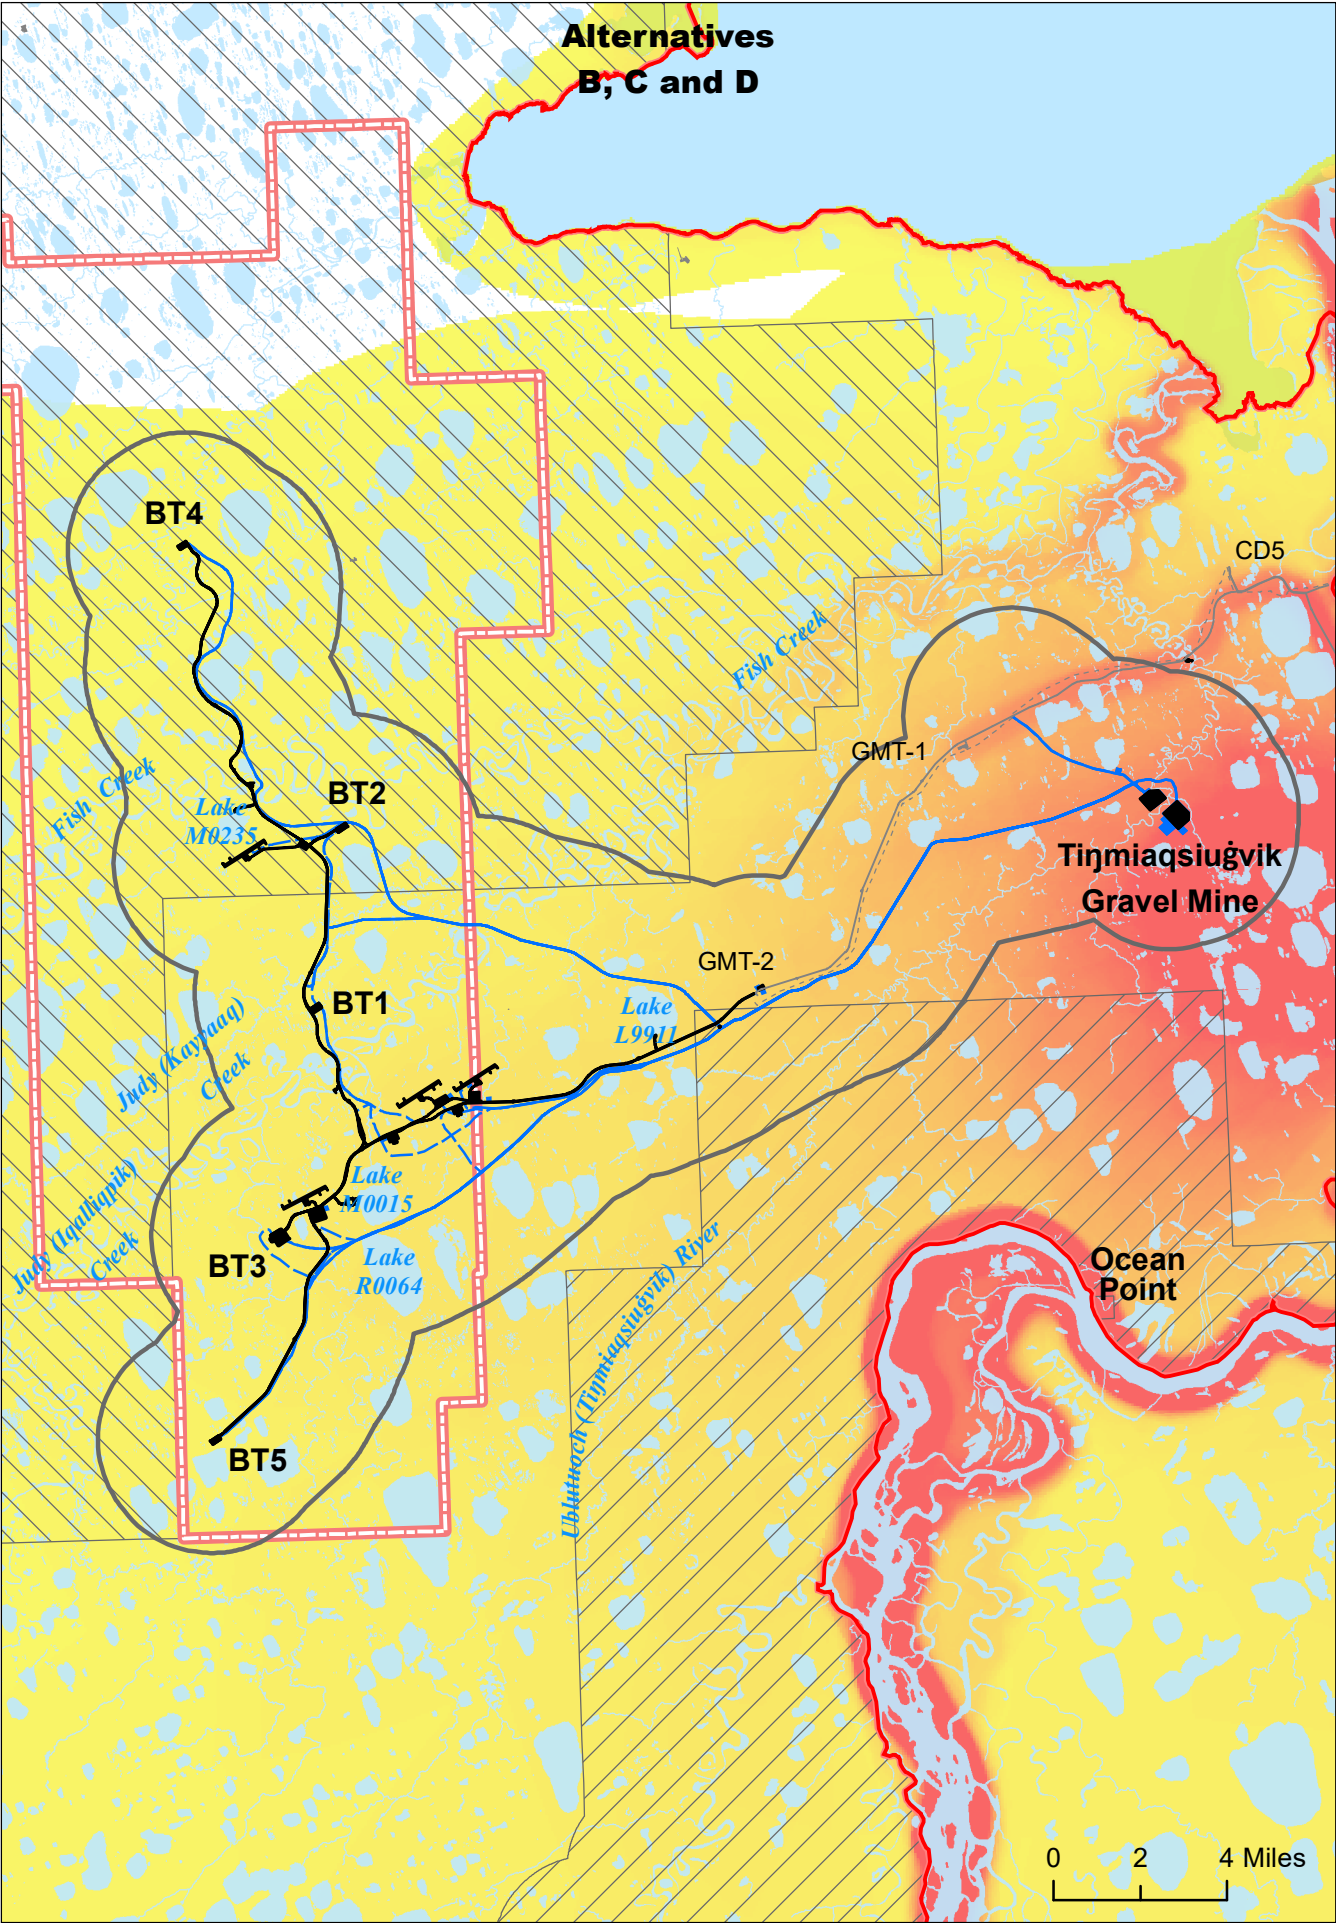 Alternatives
B, C and D
BT4
CD5
Fish Creek
GMT-1
Fish Creek
BT2
Lake
M0235
Tiŋmiaqsiuġvik
Gravel Mine
GMT-2
BT1
Lake
L9911
Judy (Kayyaaq)
Creek
Lake
M0015
Judy (Iqalliqpik)
Creek
BT3
Lake
R0064
Ublutuoch (Tiŋmiaqsiuġvik) River
Ocean
Point
BT5
0 2 4 Miles